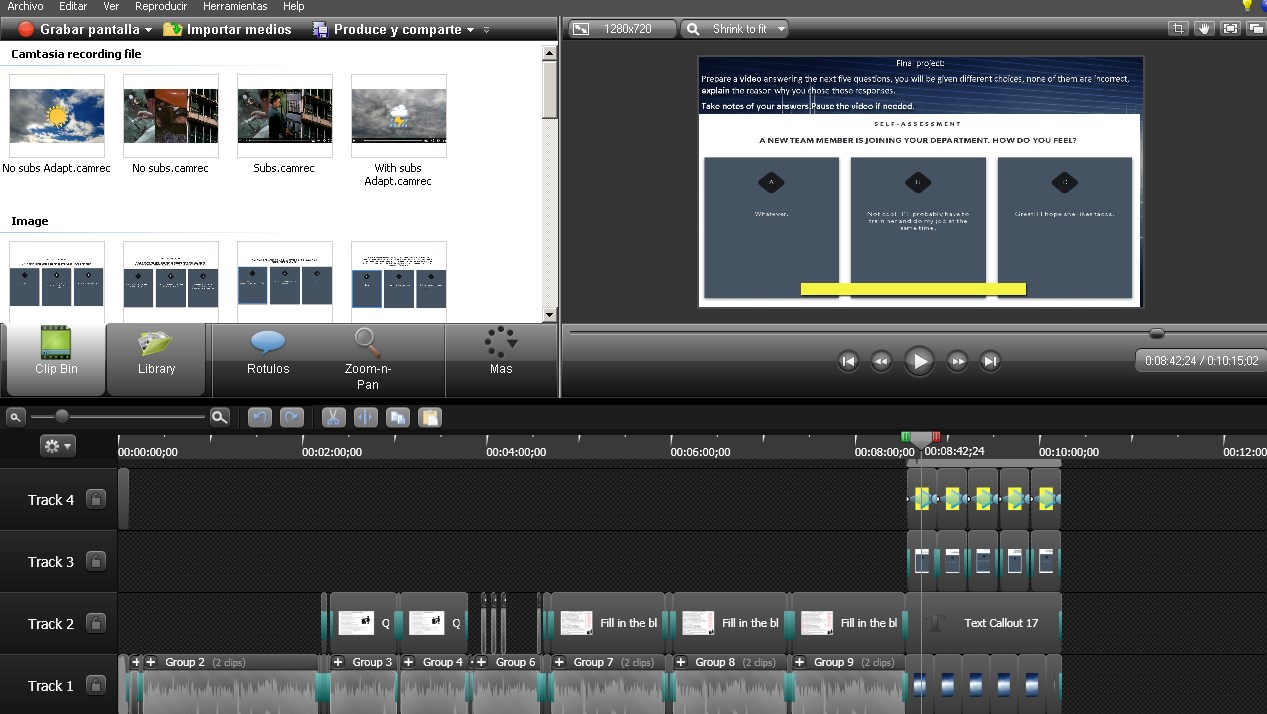 Archivo Editar Ver Reproducir Herramientas Help
Grabar pantalla Importar medios Produce y comparte
1280x720 Shrink to fit
Camtasia recording file
No subs Adapt.camrec No subs.camrec Subs.camrec With subs
Adapt.camrec
Image
Final project:
Prepare a video answering the next five questions, you will be given different choices, none of them are incorrect,
explain the reason why you chose those responses.
Take notes of your answers Pause the video if needed.
SELF-ASSESSMENT
A NEW TEAM MEMBER IS JOINING YOUR DEPARTMENT. HOW DO YOU FEEL?
A B C
Whatever.
Not cool. I'll probably have to
train her and do my job at the
same time.
Great! I hope she likes tacos.
Clip Bin Library Rotulos Zoom-n-
Pan
Mas
0:08:42;24 / 0:10:15;02
00:00:00;00 00:02:00;00 00:04:00;00 00:06:00;00 00:08:00;00 00:08:42;24 00:10:00;00 00:12:00
Track 4
Track 3
Track 2 Q Q Fill in the bl Fill in the bl Fill in the bl T Text Callout 17
Track 1 Group 2 (2 clips) Group 3 Group 4 Group 6 Group 7 (2 clips) Group 8 (2 clips) Group 9 (2 clips)